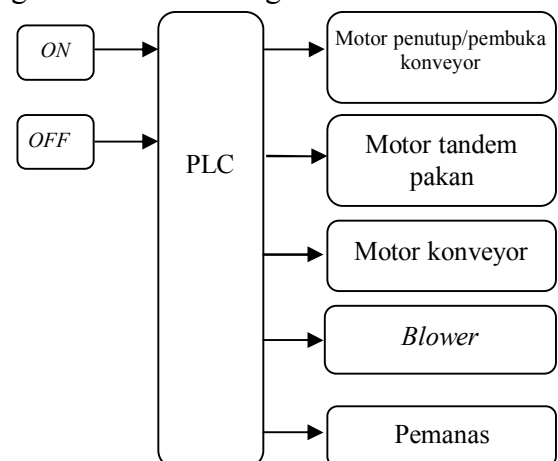 ON
OFF
PLC
Motor penutup/pembuka
konveyor
Motor tandem
pakan
Motor konveyor
Blower
Pemanas